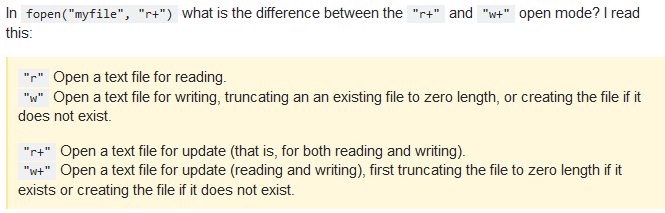 In fopen("myfile", "r+") what is the difference between the "r+" and "w+" open mode? I read
this:
"r" Open a text file for reading.
"w" Open a text file for writing, truncating an an existing file to zero length, or creating the file if it
does not exist.
"r+" Open a text file for update (that is, for both reading and writing).
"w+" Open a text file for update (reading and writing), first truncating the file to zero length if it
exists or creating the file if it does not exist.